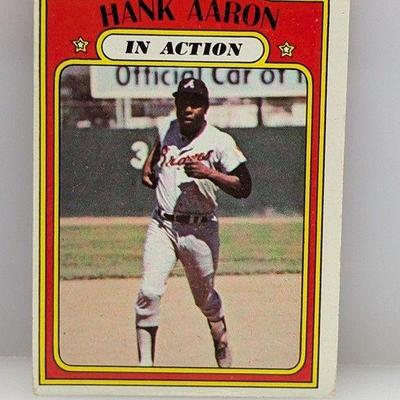 HANK AARON
IN ACTION
Official Car of
Braves